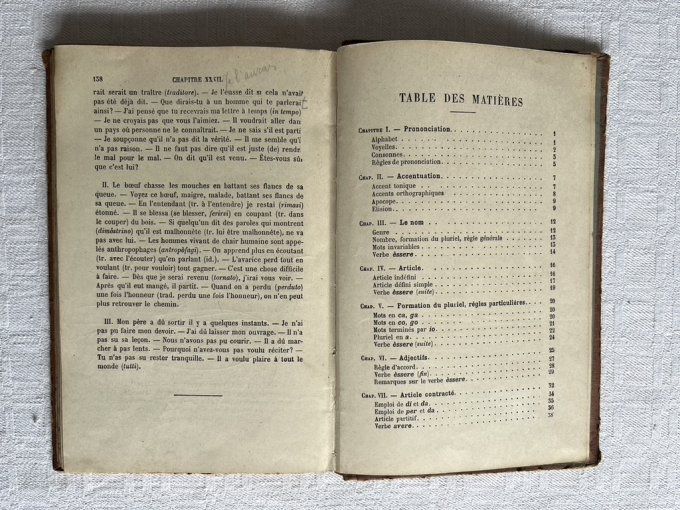 158 CHAPITRE XXVII.
rait serait un traître (traditore). — Je l'eusse dit si cela n'avait
pas été déjà dit. — Que dirais-tu à un homme qui te parlerait
ainsi? — J'ai pensé que tu recevrais ma lettre à temps (in tempo)
— Je ne croyais pas que vous l'aimiez. — Il voudrait aller dan
un pays où personne ne le connaîtrait. — Je ne sais s'il est parti
— Je soupçonne qu'il n'a pas dit la vérité. — Il me semble qu'i
n'a pas raison. — Il ne faut pas dire qu'il est juste (de) rendr
le mal pour le mal. — On dit qu'il est venu. — Êtes-vous sûr
que c'est lui?
II. Le bœuf chasse les mouches en battant ses flancs de sa
sa queue. — Voyez ce bœuf, maigre, malade, battant ses flancs de
sa queue. — En l'entendant (tr. à l'entendre) je restai (rimasi)
étonné. — Il se blessa (se blesser, ferirsi) en coupant (tr. dans
le couper) du bois. — Si quelqu'un dit des paroles qui montrent
(dimostrino) qu'il est malhonnête (tr. lui être malhonnête), ne va
pas avec lui. — Les hommes vivant de chair humaine sont appe-
lés anthropophages (antropófagi). — On apprend plus en écoutant
(tr. avec l'écouter) qu'en parlant (id.). — L'avarice perd tout en
voulant (tr. pour vouloir) tout gagner. — C'est une chose difficile
à faire. — Dès que je serai revenu (tornato), j'irai vous voir. —
Après qu'il eut mangé, il partit. — Quand on a perdu (perduto)
une fois l'honneur (trad. perdu une fois l'honneur), on n'en peut
plus retrouver le chemin.
III. Mon père a dû sortir il y a quelques instants. — Je n'ai
pas pu faire mon devoir. — J'ai dû laisser mon ouvrage. — Il n'a
pas su sa leçon. — Nous n'avons pas pu courir. — Il a dû mar-
cher à pas lents. — Pourquoi n'avez-vous pas voulu réciter? —
Tu n'as pas su rester tranquille. — Il a voulu plaire à tout le
monde (tutti).
TABLE DES MATIÈRES
CHAPITRE I. — Prononciation. 1
Alphabet. 1
Voyelles. 2
Consonnes. 3
Règles de prononciation. 5
CHAP. II. — Accentuation. 7
Accent tonique. 7
Accents orthographiques. 8
Apocope. 9
Elision. 9
CHAP. III. — Le nom. 12
Genre. 12
Nombre, formation du pluriel, règle générale. 13
Mots invariables. 13
Verbe èssere. 14
CHAP. IV. — Article. 16
Article indéfini. 16
Article défini simple. 17
Verbe èssere (suite). 19
CHAP. V. — Formation du pluriel, règles particulières. 20
Mots en ca, ga. 20
Mots en co, go. 20
Mots terminés par io. 21
Pluriel en a. 21
Verbe èssere (suite). 22
CHAP. VI. — Adjectifs. 25
Règle d'accord. 27
Verbe èssere (fin). 28
Remarques sur le verbe èssere. 29
CHAP. VII. — Article contracté. 32
Emploi de di et da. 34
Emploi de per et da. 35
Article partitif. 36
Verbe avere. 38